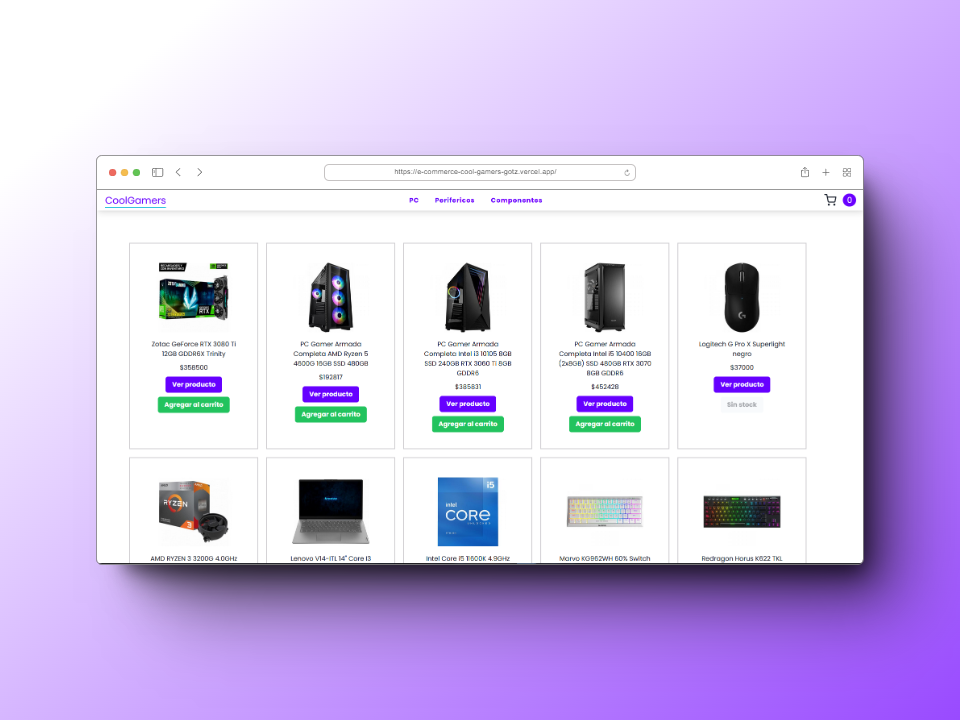 https://e-commerce-cool-gamers-gotz.vercel.app/
CoolGamers
PC Perifericos Componentes
0
Zotac GeForce RTX 3080 Ti
12GB GDDR6X Trinity
$358500
Ver producto
Agregar al carrito
PC Gamer Armada
Completa AMD Ryzen 5
4600G 16GB SSD 480GB
$192817
Ver producto
Agregar al carrito
PC Gamer Armada
Completa Intel i3 10105 8GB
SSD 240GB RTX 3060 Ti 8GB
GDDR6
$385831
Ver producto
Agregar al carrito
PC Gamer Armada
Completa Intel i5 10400 16GB
(2x8GB) SSD 480GB RTX 3070
8GB GDDR6
$452428
Ver producto
Agregar al carrito
Logitech G Pro X Superlight
negro
$37000
Ver producto
Sin stock
RYZEN
3
AMD RYZEN 3 3200G 4.0GHz
Lenovo V14-ITL 14" Core i3
i5
intel
CORE
Intel Core i5 11600K 4.9GHz
Marvo KG962WH 60% Switch
Redragon Horus K622 TKL